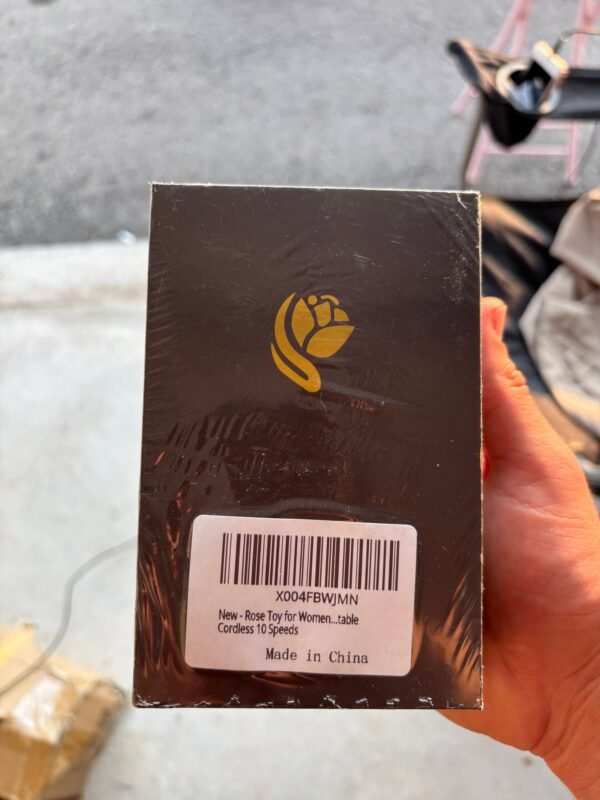 X004FBWJMN
New - Rose Toy for Women...table
Cordless 10 Speeds
Made in China